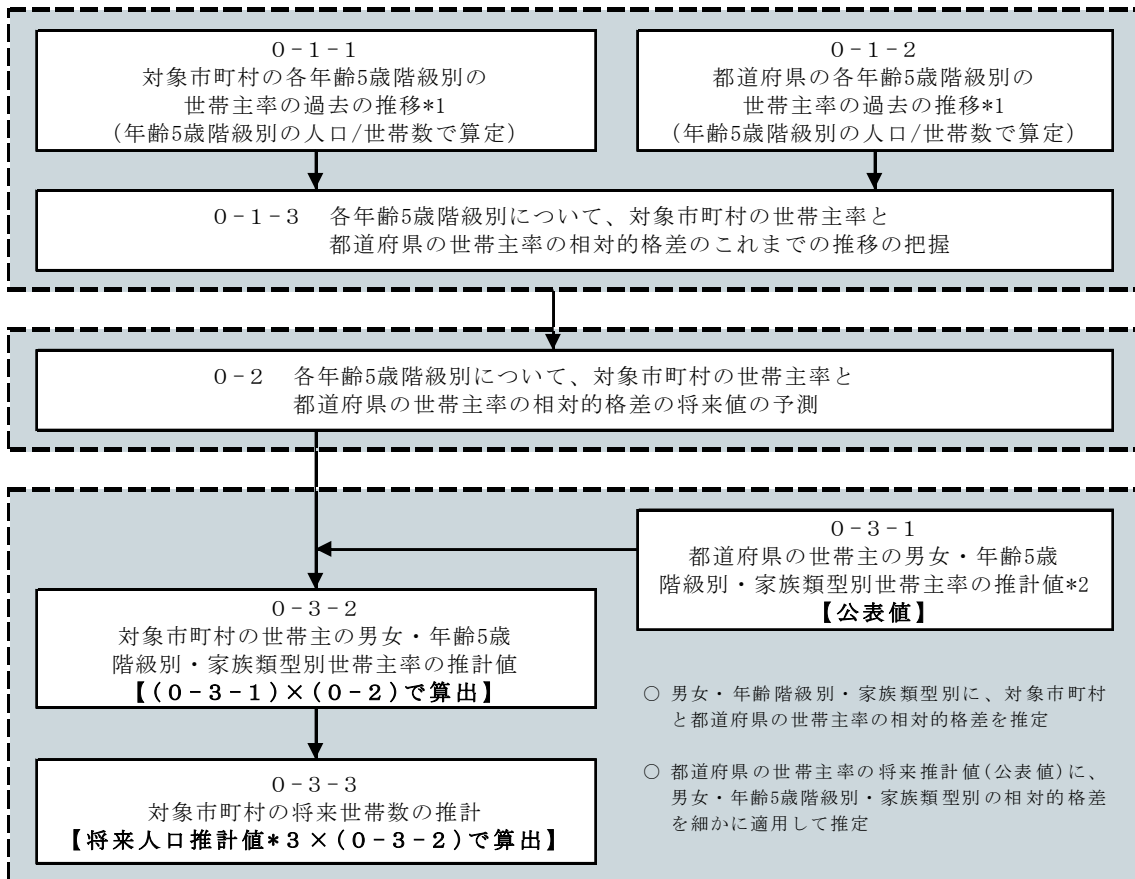 ０-１-１
対象市町村の各年齢5歳階級別の
世帯主率の過去の推移*1
(年齢5歳階級別の人口/世帯数で算定)
０-１-２
都道府県の各年齢5歳階級別の
世帯主率の過去の推移*1
(年齢5歳階級別の人口/世帯数で算定)
０-１-３ 各年齢5歳階級別について、対象市町村の世帯主率と
都道府県の世帯主率の相対的格差のこれまでの推移の把握
０-２ 各年齢5歳階級別について、対象市町村の世帯主率と
都道府県の世帯主率の相対的格差の将来値の予測
０-３-１
都道府県の世帯主の男女・年齢5歳
階級別・家族類型別世帯主率の推計値*2
【公表値】
０-３-２
対象市町村の世帯主の男女・年齢5歳
階級別・家族類型別世帯主率の推計値
【(０-３-１)×(０-２)で算出】
０-３-３
対象市町村の将来世帯数の推計
【将来人口推計値*３×(０-３-２)で算出】
○ 男女・年齢階級別・家族類型別に、対象市町村
と都道府県の世帯主率の相対的格差を推定
○ 都道府県の世帯主率の将来推計値(公表値)に、
男女・年齢5歳階級別・家族類型別の相対的格差
を細かに適用して推定